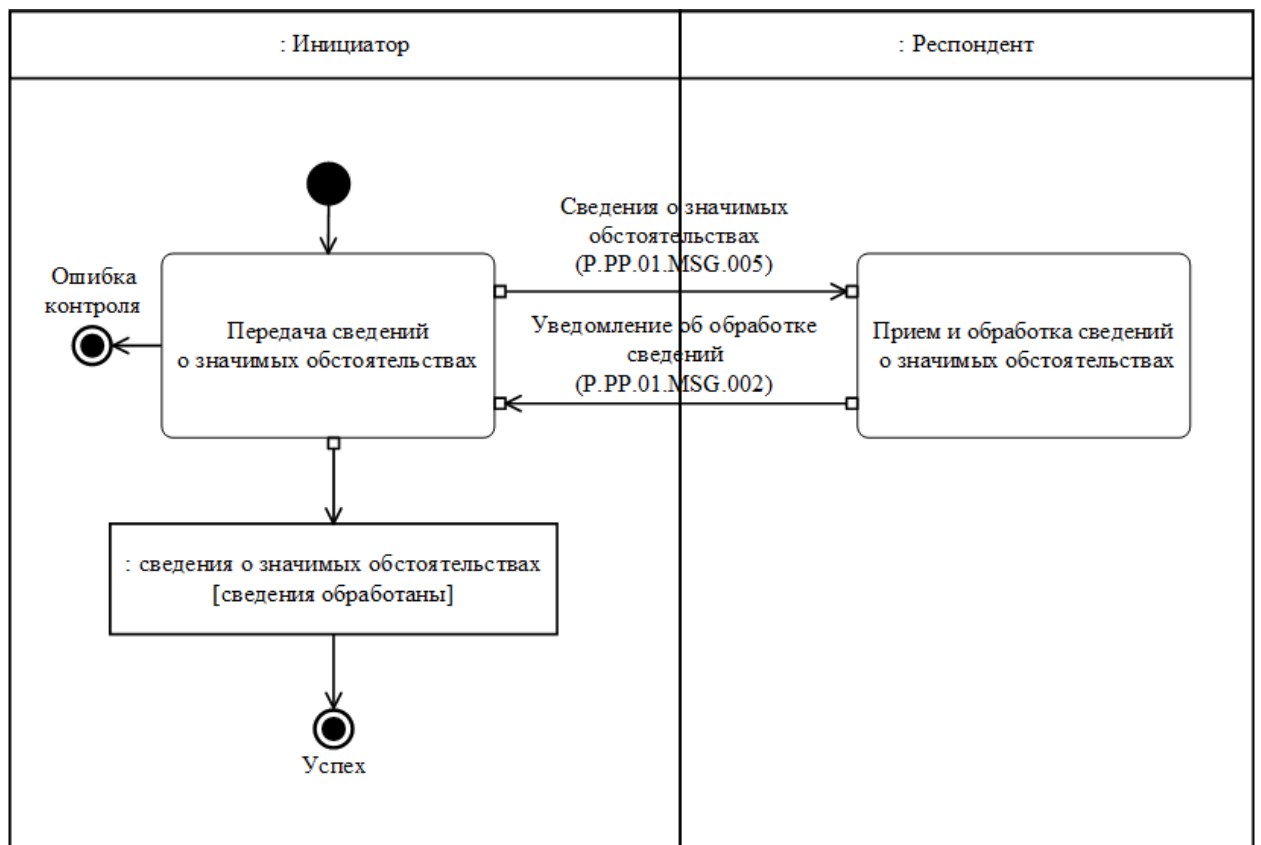 : Инициатор
: Респондент
Сведения о значимых
обстоятельствах
(P.PP.01.MSG.005)
Ошибка
контроля
Передача сведений
о значимых обстоятельствах
Уведомление об обработке
сведений
(P.PP.01.MSG.002)
Прием и обработка сведений
о значимых обстоятельствах
: сведения о значимых обстоятельствах
[сведения обработаны]
Успех